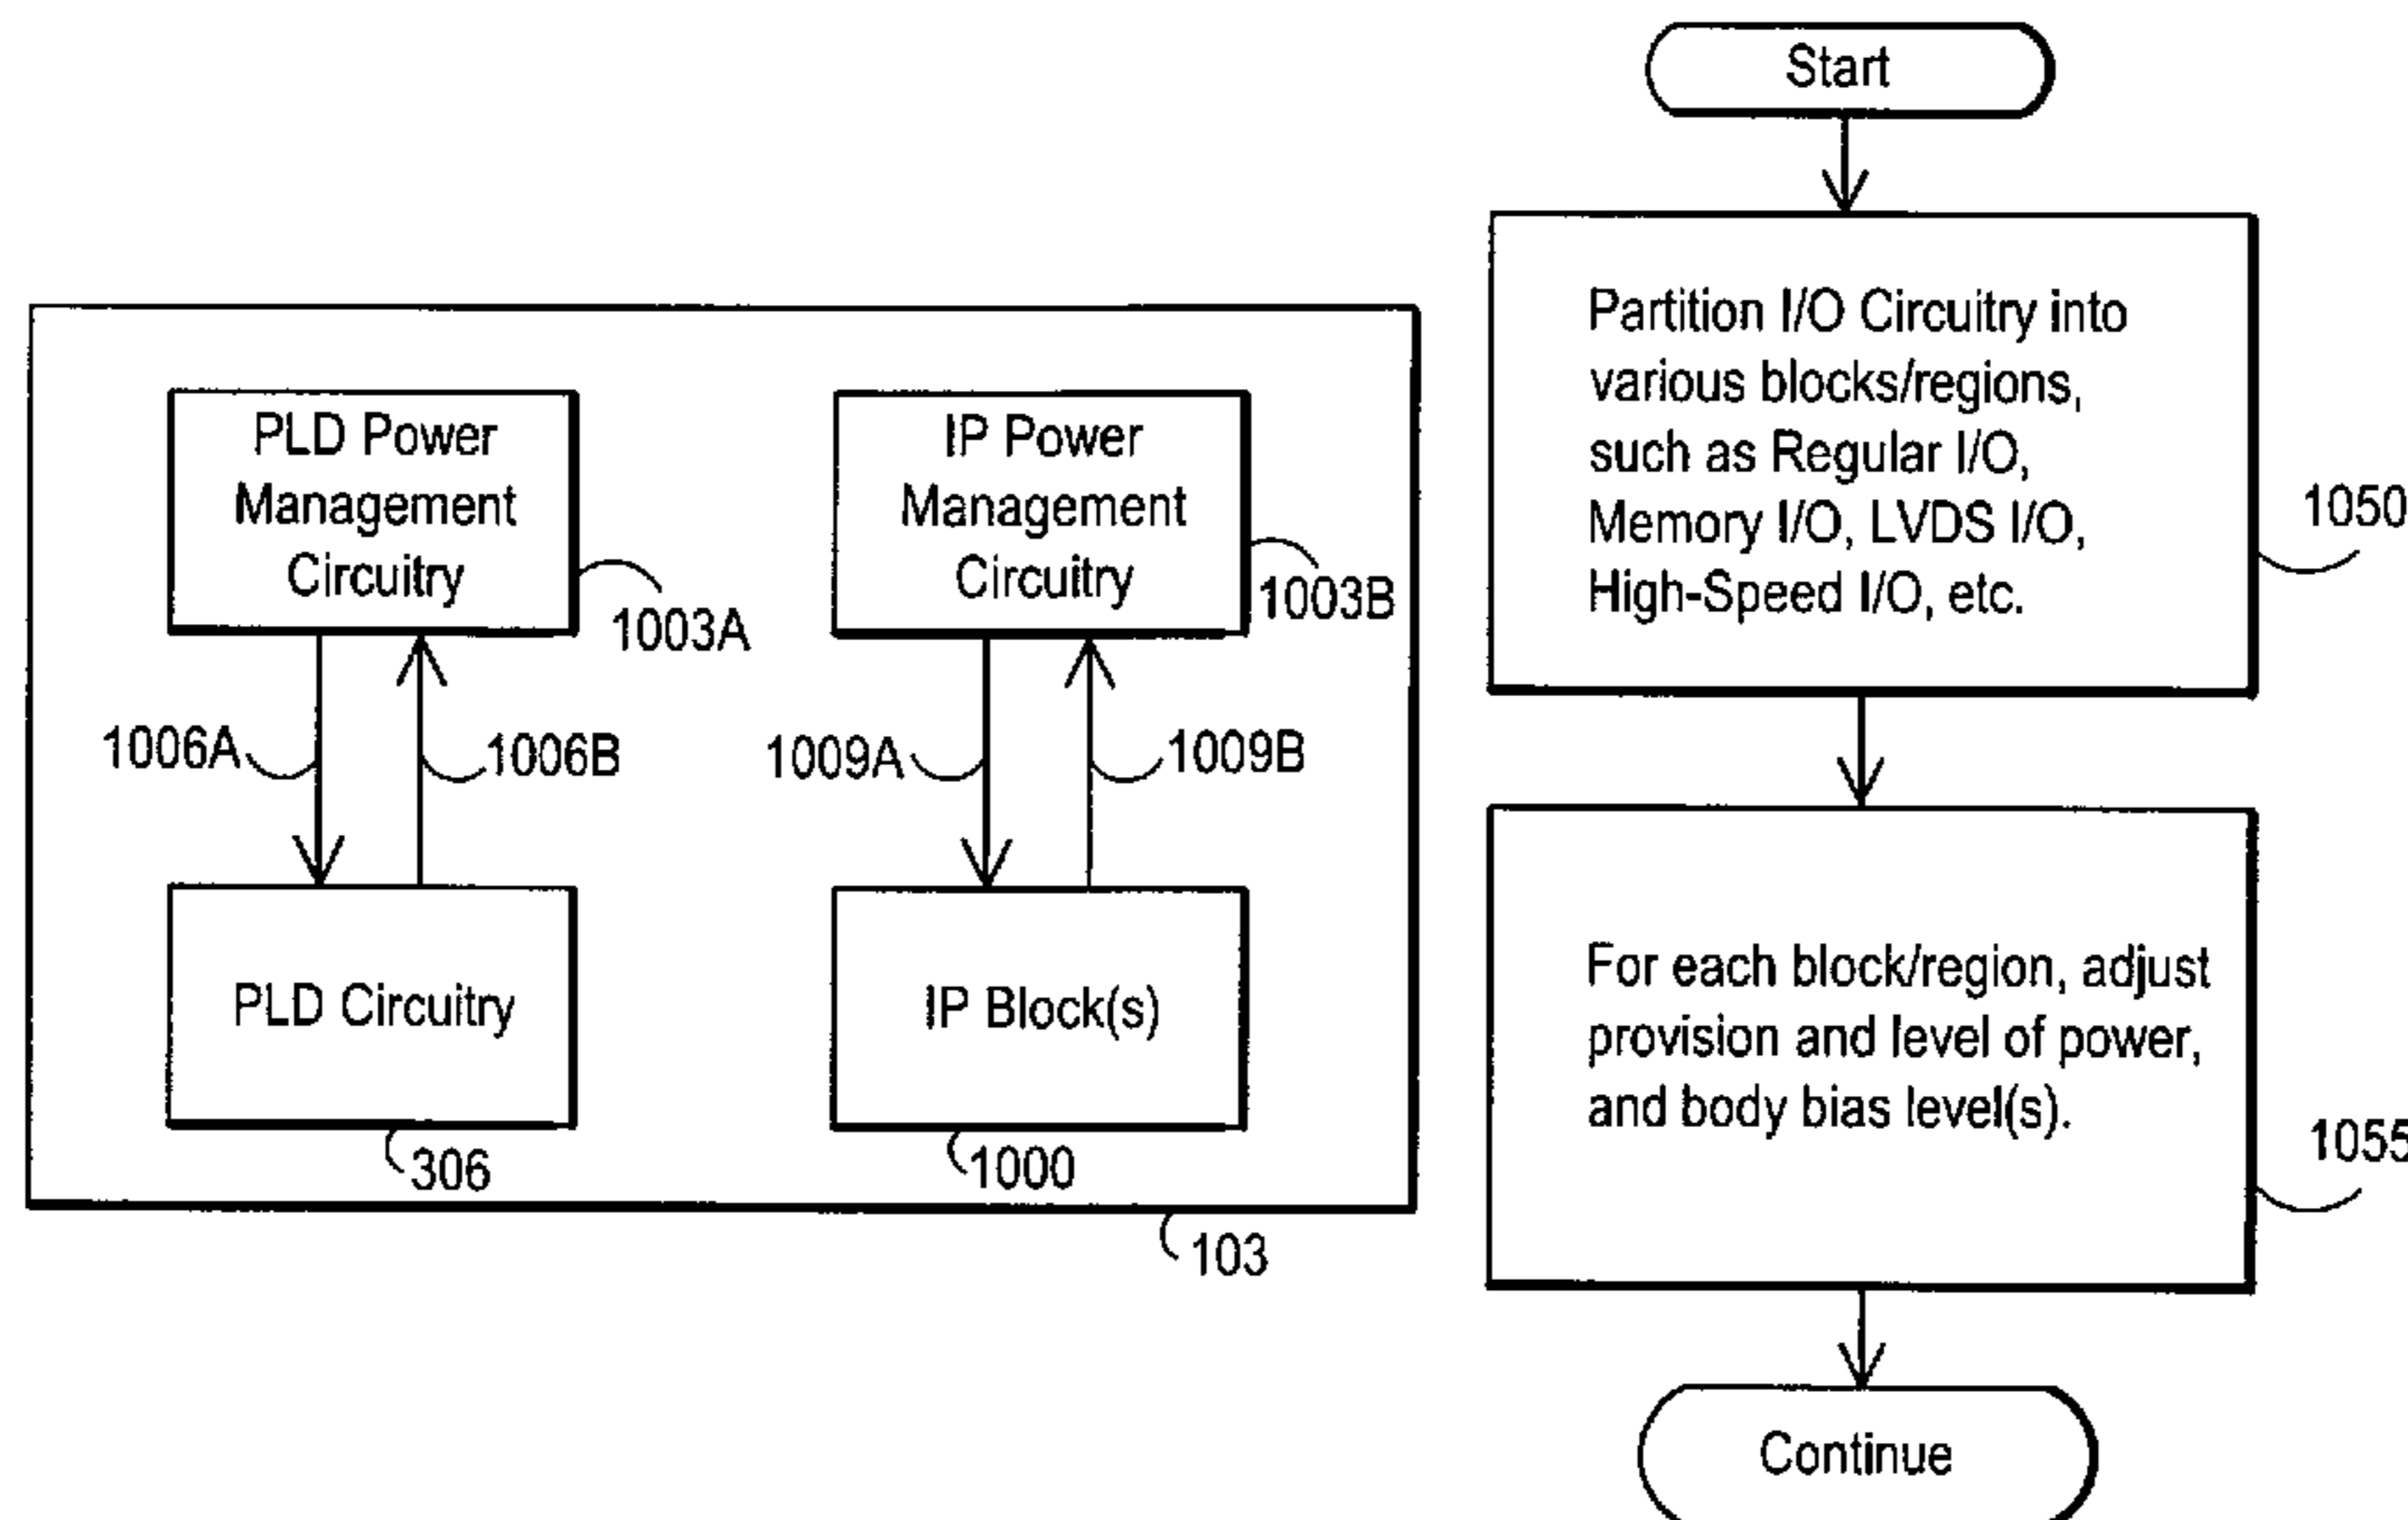 PLD Power
Management
Circuitry
1003A
IP Power
Management
Circuitry
1003B
1006A
1006B
1009A
1009B
PLD Circuitry
306
IP Block(s)
1000
103
Start
Partition I/O Circuitry into
various blocks/regions,
such as Regular I/O,
Memory I/O, LVDS I/O,
High-Speed I/O, etc.
1050
For each block/region, adjust
provision and level of power,
and body bias level(s).
1055
Continue